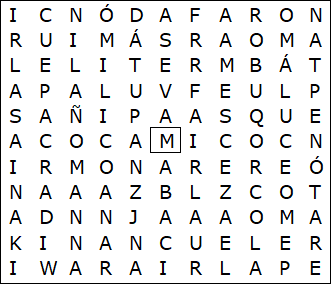 I C N Ó D A F A R O N
R U I M Á S R A O M A
L E L I T E R M B Á T
A P A L U V F E U L P
S A Ñ I P A A S Q U E
A C O C A M I C O C N
I R M O N A R E R E Ó
N A A A Z B L Z C O T
A D N N J A A A O M A
K I N A N C U E L E R
I W A R A I R L A P E